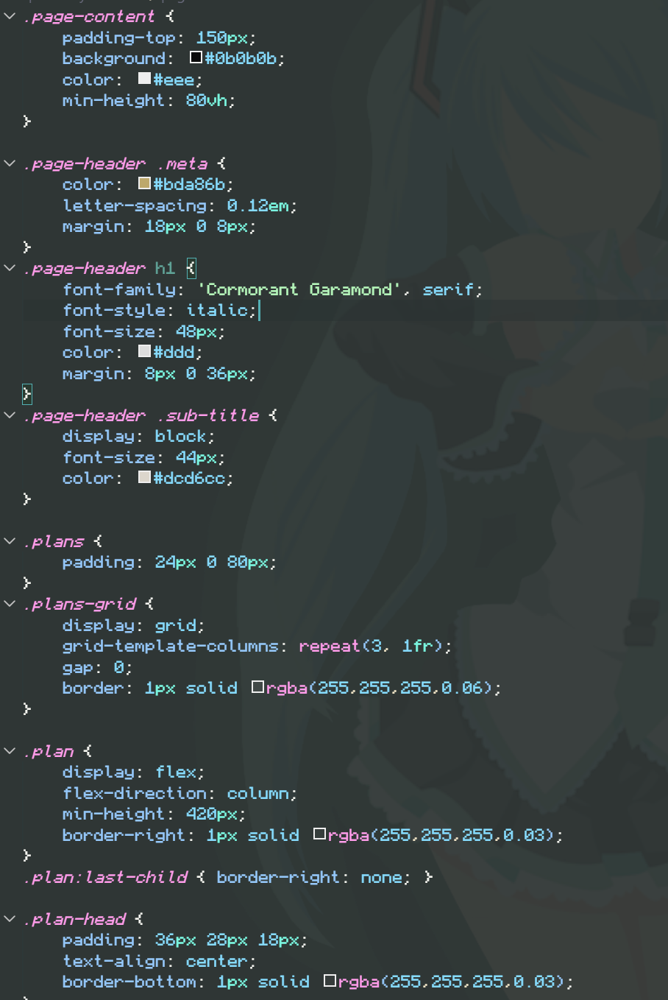 .page-content {
    padding-top: 150px;
    background: #0b0b0b;
    color: #eee;
    min-height: 80vh;
}

.page-header .meta {
    color: #bda86b;
    letter-spacing: 0.12em;
    margin: 18px 0 8px;
}
.page-header h1 {
    font-family: 'Cormorant Garamond', serif;
    font-style: italic;
    font-size: 48px;
    color: #ddd;
    margin: 8px 0 36px;
}
.page-header .sub-title {
    display: block;
    font-size: 44px;
    color: #dcd6cc;
}

.plans {
    padding: 24px 0 80px;
}
.plans-grid {
    display: grid;
    grid-template-columns: repeat(3, 1fr);
    gap: 0;
    border: 1px solid rgba(255,255,255,0.06);
}

.plan {
    display: flex;
    flex-direction: column;
    min-height: 420px;
    border-right: 1px solid rgba(255,255,255,0.03);
}
.plan:last-child { border-right: none; }

.plan-head {
    padding: 36px 28px 18px;
    text-align: center;
    border-bottom: 1px solid rgba(255,255,255,0.03);